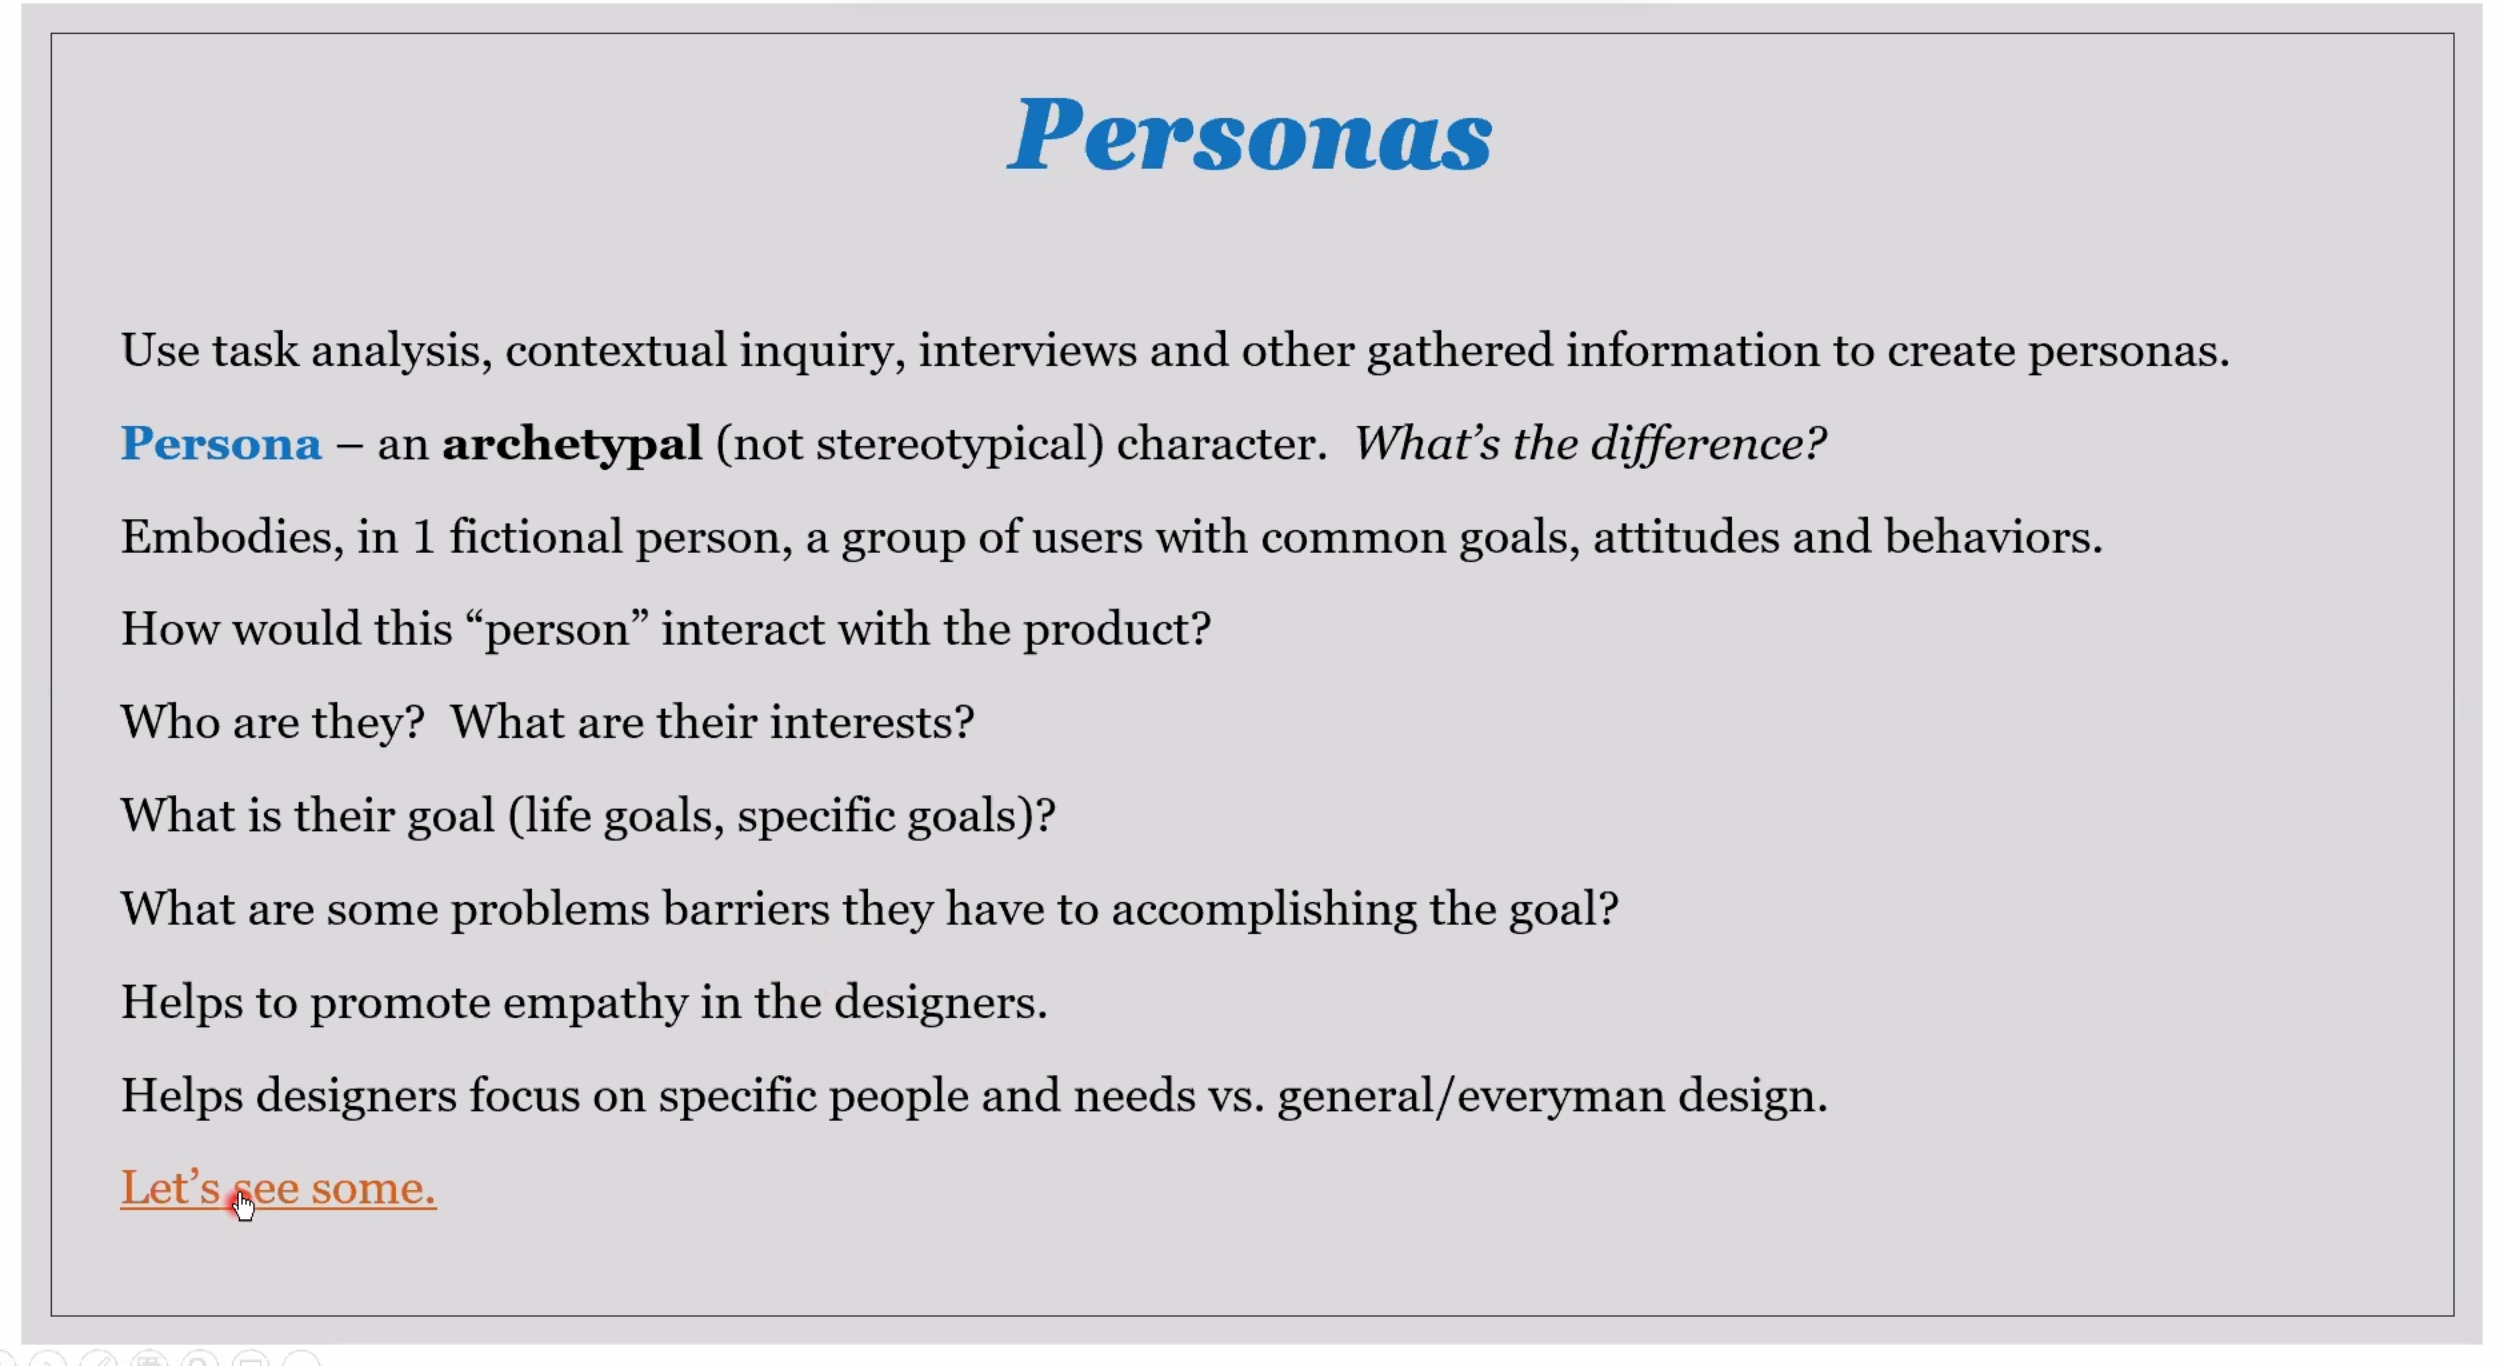 Personas
Use task analysis, contextual inquiry, interviews and other gathered information to create personas.
Persona – an archetypal (not stereotypical) character.  What’s the difference?
Embodies, in 1 fictional person, a group of users with common goals, attitudes and behaviors.
How would this “person” interact with the product?
Who are they?  What are their interests?
What is their goal (life goals, specific goals)?
What are some problems barriers they have to accomplishing the goal?
Helps to promote empathy in the designers.
Helps designers focus on specific people and needs vs. general/everyman design.
Let’s see some.